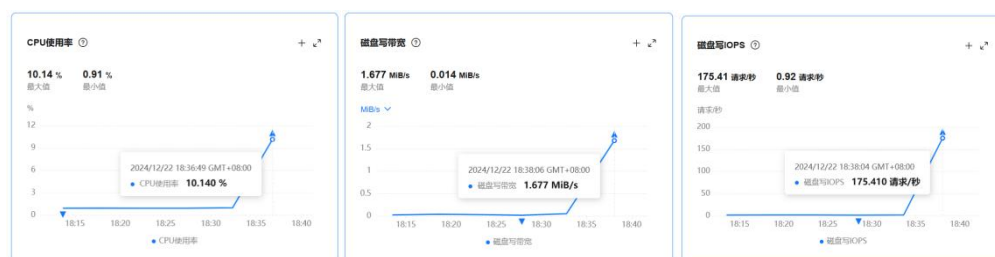 CPU使用率
10.14 % 0.91 %
最大值 最小值
%
12
9
6
3
0
2024/12/22 18:36:49 GMT+08:00
CPU使用率 10.140 %
18:15 18:20 18:25 18:30 18:35 18:40
CPU使用率
磁盘写带宽
1.677 MiB/s 0.014 MiB/s
最大值 最小值
MiB/s
2
1.5
1
0.5
0
2024/12/22 18:38:06 GMT+08:00
磁盘写带宽 1.677 MiB/s
18:15 18:20 18:25 18:30 18:35 18:40
磁盘写带宽
磁盘写IOPS
175.41 请求/秒 0.92 请求/秒
最大值 最小值
请求/秒
200
150
100
50
0
2024/12/22 18:38:04 GMT+08:00
磁盘写IOPS 175.410 请求/秒
18:15 18:20 18:25 18:30 18:35 18:40
磁盘写IOPS